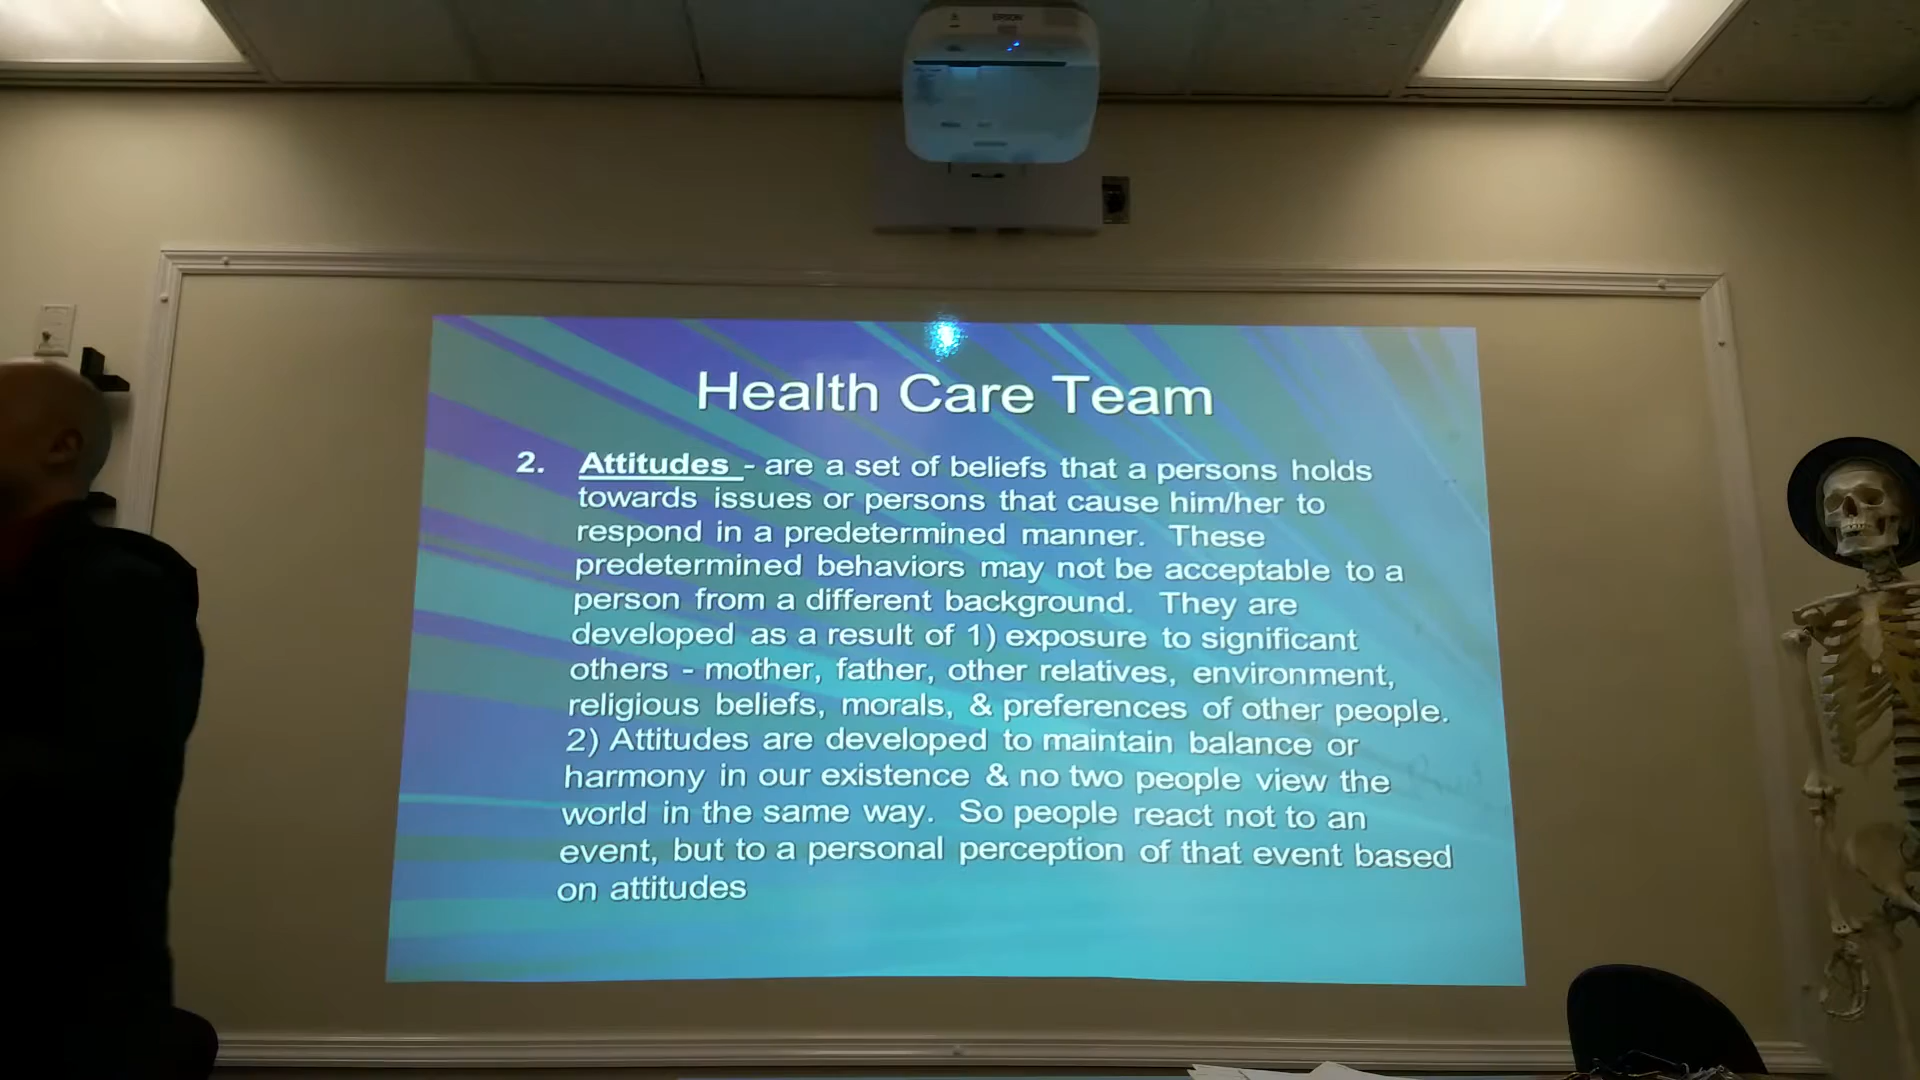 EPSON
Health Care Team
2. Attitudes - are a set of beliefs that a persons holds
towards issues or persons that cause him/her to
respond in a predetermined manner. These
predetermined behaviors may not be acceptable to a
person from a different background. They are
developed as a result of 1) exposure to significant
others - mother, father, other relatives, environment,
religious beliefs, morals, & preferences of other people.
2) Attitudes are developed to maintain balance or
harmony in our existence & no two people view the
world in the same way. So people react not to an
event, but to a personal perception of that event based
on attitudes